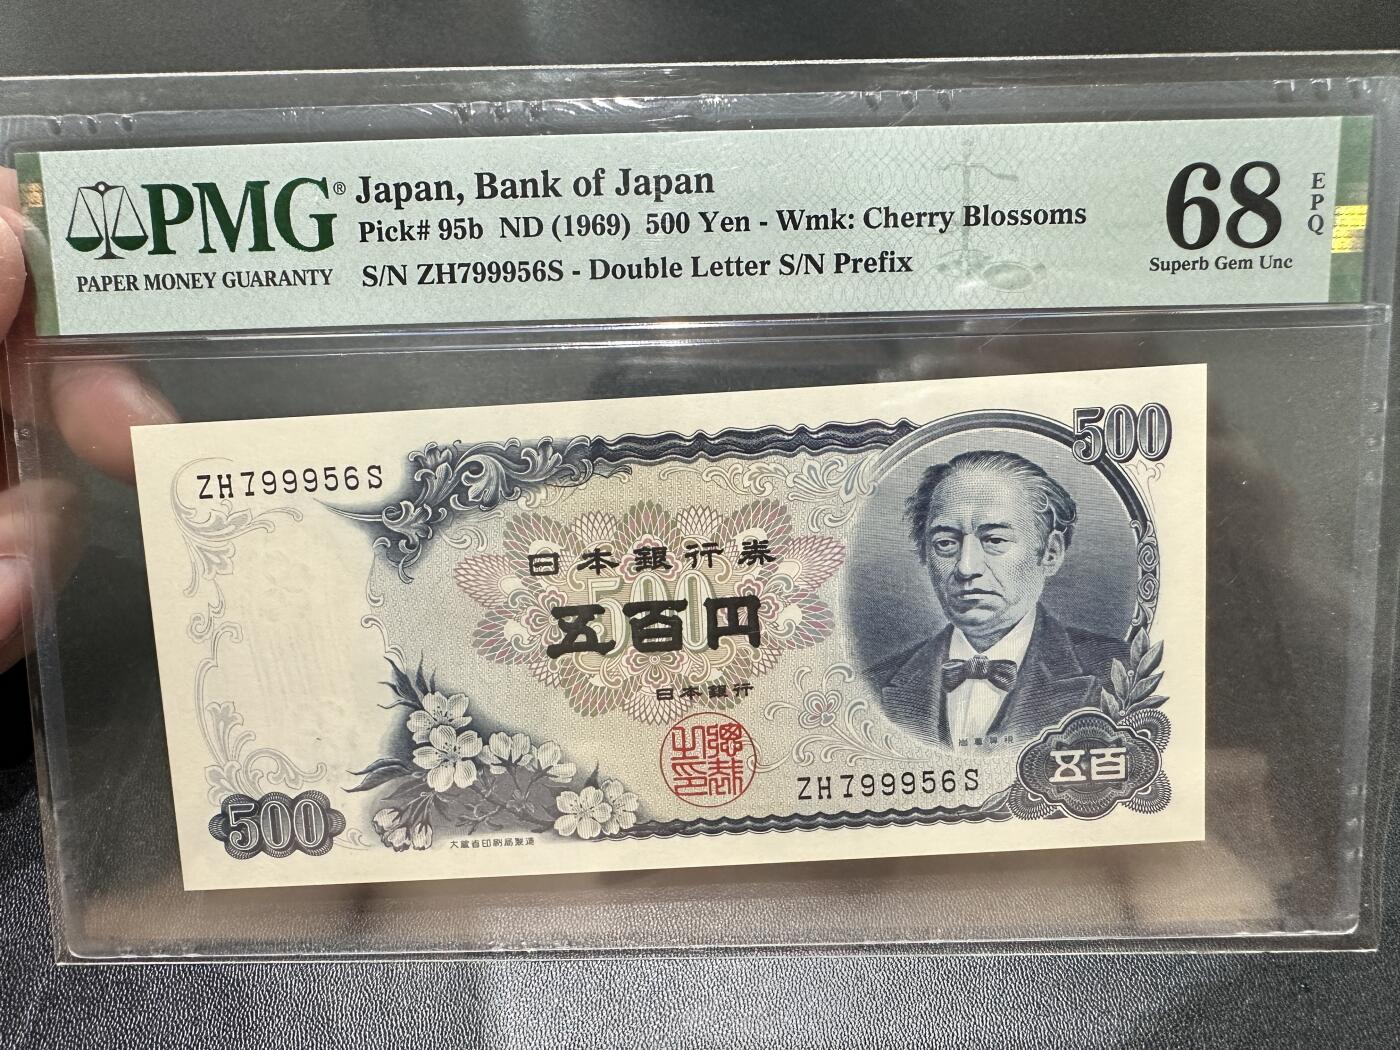 PMG®
PAPER MONEY GUARANTY
Japan, Bank of Japan
Pick# 95b ND (1969) 500 Yen - Wmk: Cherry Blossoms
S/N ZH799956S - Double Letter S/N Prefix
68
EPQ
Superb Gem Unc
500
ZH799956S
日本銀行券
500
五百円
日本銀行
ZH799956S
五百
500
大蔵省印刷局製造